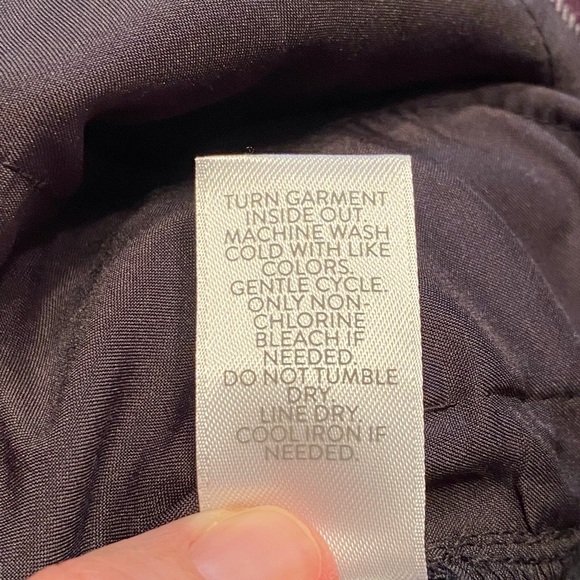 TURN GARMENT
INSIDE OUT.
MACHINE WASH
COLD WITH LIKE
COLORS.
GENTLE CYCLE.
ONLY NON-
CHLORINE
BLEACH IF
NEEDED.
DO NOT TUMBLE
DRY.
LINE DRY.
COOL IRON IF
NEEDED.